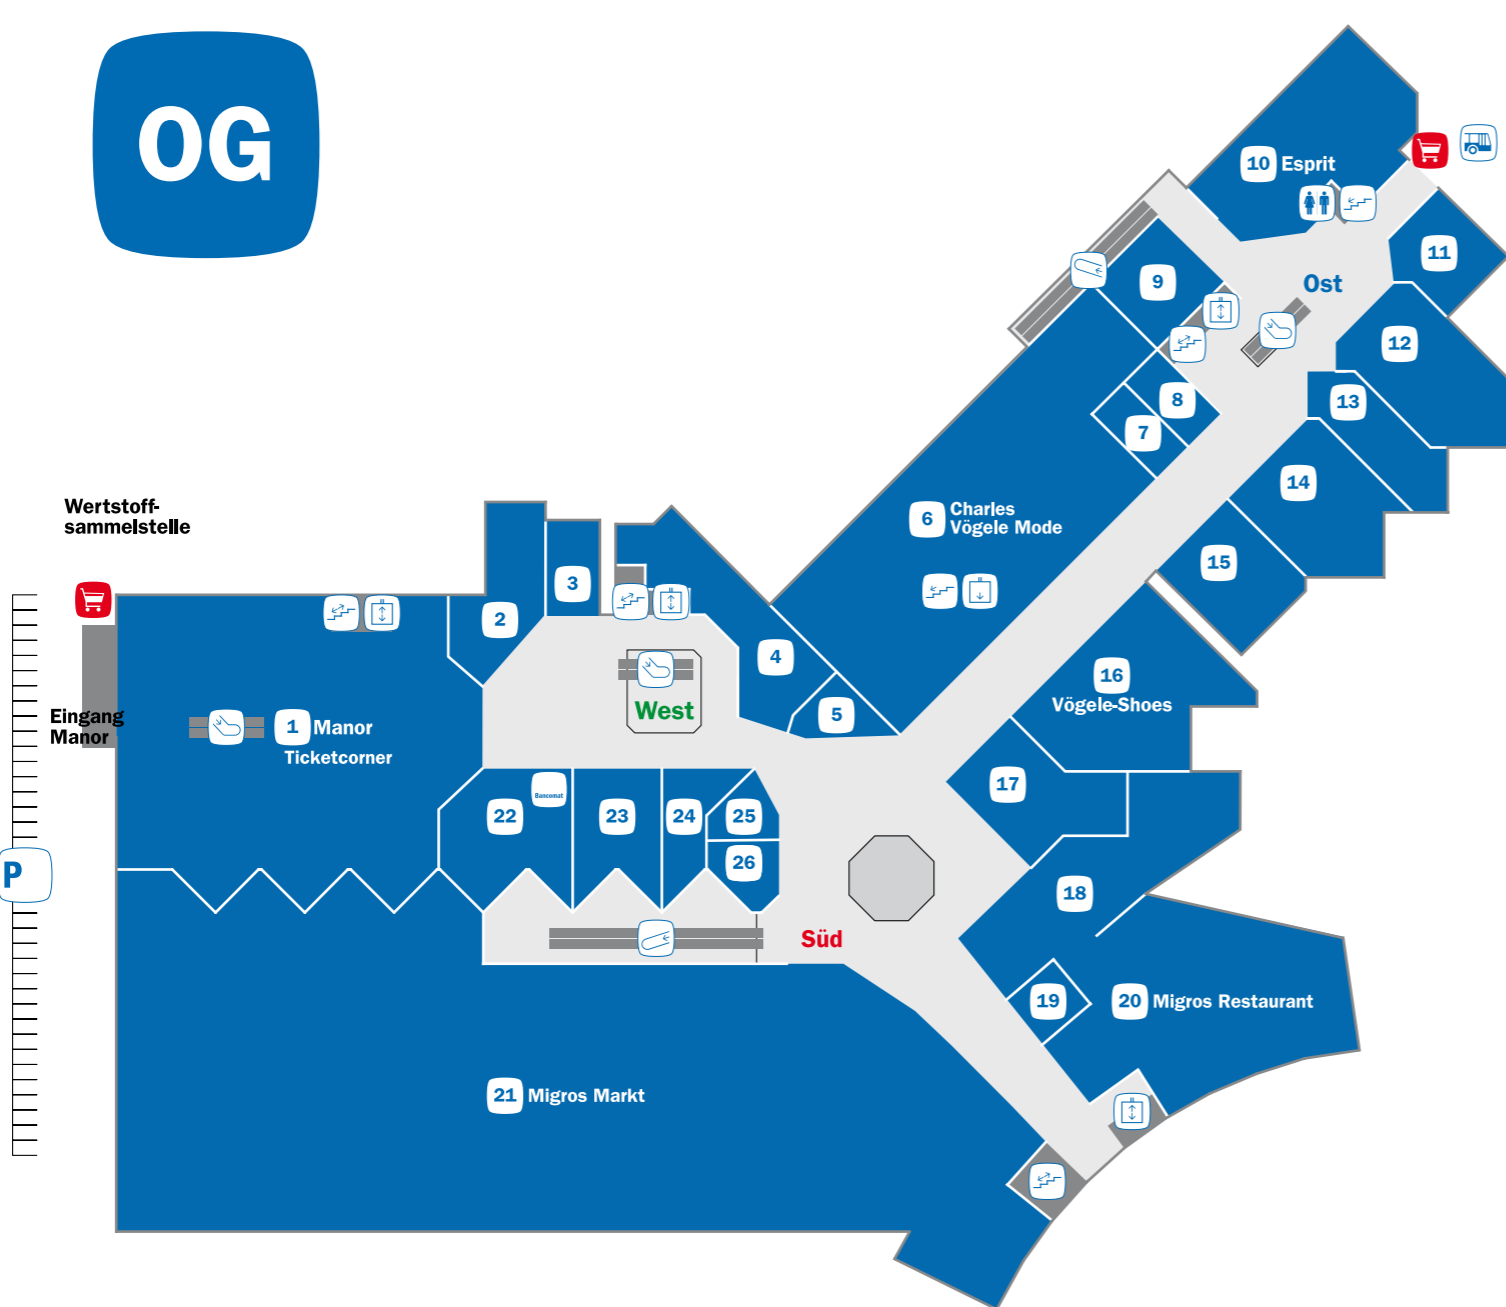 OG
10 Esprit
11
9
Ost
12
8
13
7
14
6 Charles
Vögele Mode
15
Wertstoff-
sammelstelle
3
2
4
16
Vögele-Shoes
5
West
Eingang
Manor
1 Manor
Ticketcorner
17
Bancomat
22
23
24
25
26
P
18
Süd
19
20 Migros Restaurant
21 Migros Markt